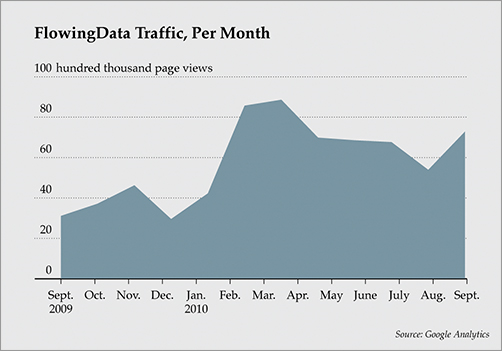 FlowingData Traffic, Per Month
100 hundred thousand page views
80
60
40
20
0
Sept. Oct. Nov. Dec. Jan. Feb. Mar. Apr. May June July Aug. Sept.
2009 2010
Source: Google Analytics